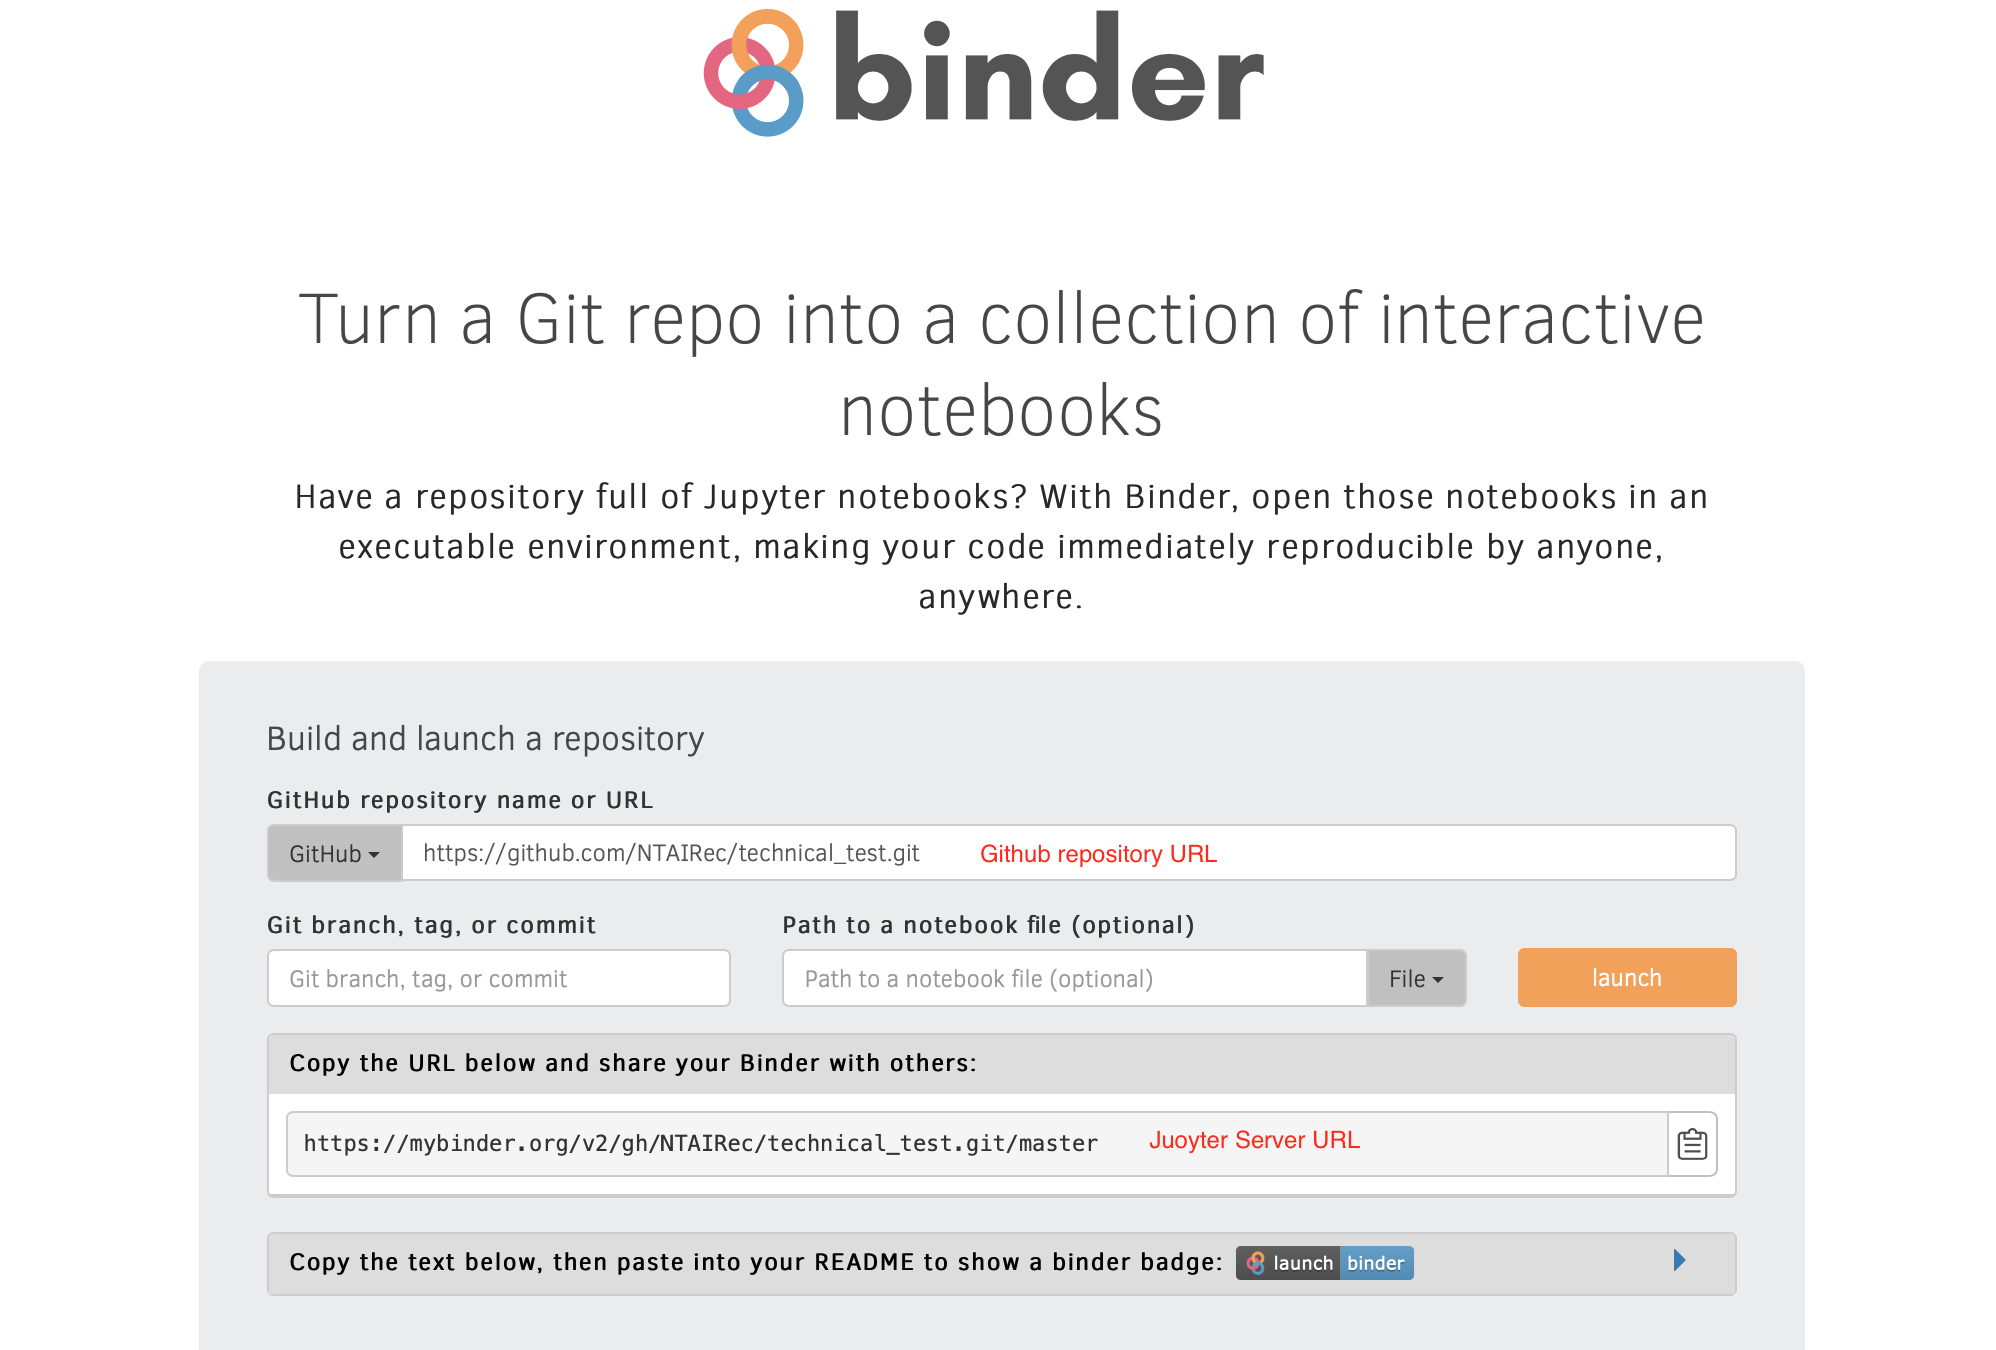 binder
Turn a Git repo into a collection of interactive
notebooks
Have a repository full of Jupyter notebooks? With Binder, open those notebooks in an
executable environment, making your code immediately reproducible by anyone,
anywhere.
Build and launch a repository
GitHub repository name or URL
GitHub https://github.com/NTAIRec/technical_test.git Github repository URL
Git branch, tag, or commit Path to a notebook file (optional)
Git branch, tag, or commit Path to a notebook file (optional) File launch
Copy the URL below and share your Binder with others:
https://mybinder.org/v2/gh/NTAIRec/technical_test.git/master Juoyter Server URL
Copy the text below, then paste into your README to show a binder badge: launch binder